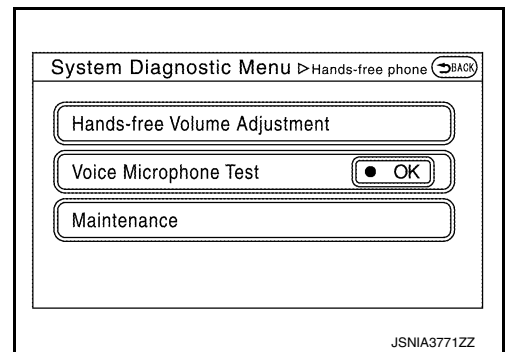 System Diagnostic Menu ▷Hands-free phone BACK
Hands-free Volume Adjustment
Voice Microphone Test ● OK
Maintenance
JSNIA3771ZZ